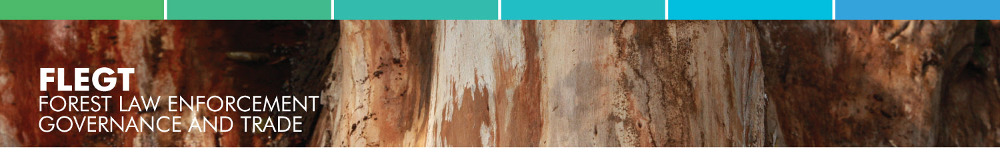 FLEGT
FOREST LAW ENFORCEMENT
GOVERNANCE AND TRADE